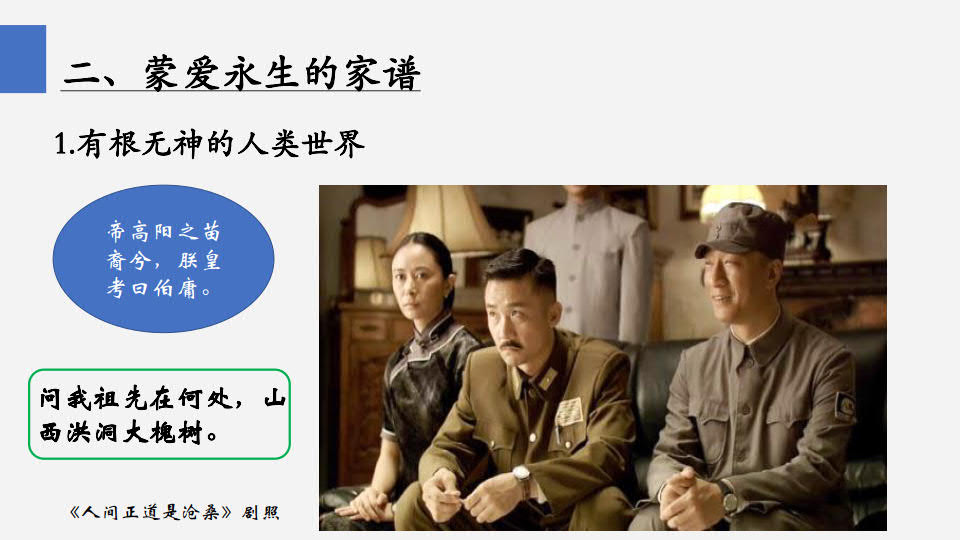 二、蒙爱永生的家谱
1.有根无神的人类世界
帝高阳之苗
裔兮，朕皇
考曰伯庸。
问我祖先在何处，山
西洪洞大槐树。
《人间正道是沧桑》剧照